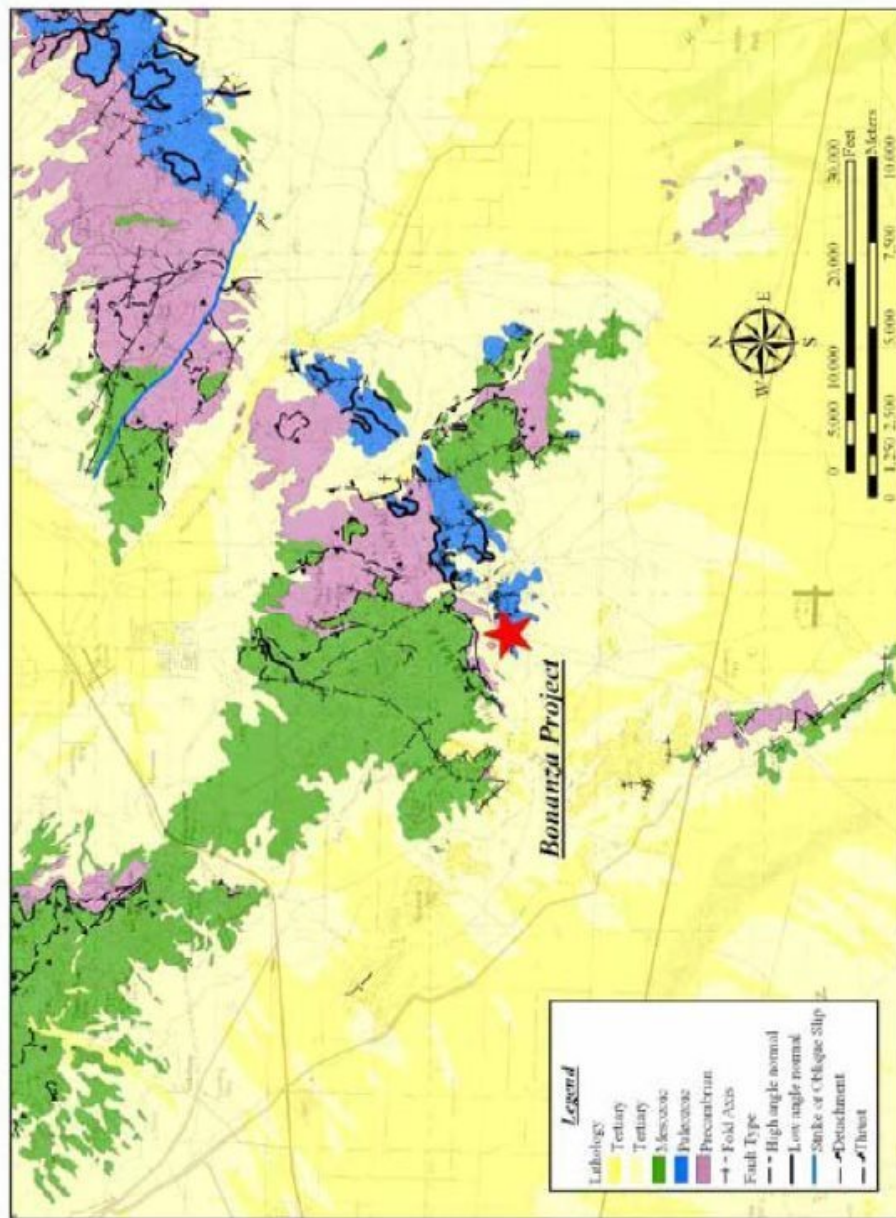 Bonanza Project
N
E
S
W
0 5,000 10,000 20,000 30,000
Feet
Meters
0 1,250 2,500 5,000 7,500 10,000
Legend
Lithology
Tertiary
Tertiary
Mesozoic
Paleozoic
Precambrian
Fold Axis
Fault Type
High angle normal
Low angle normal
Strike or Oblique Slip
Detachment
Thrust